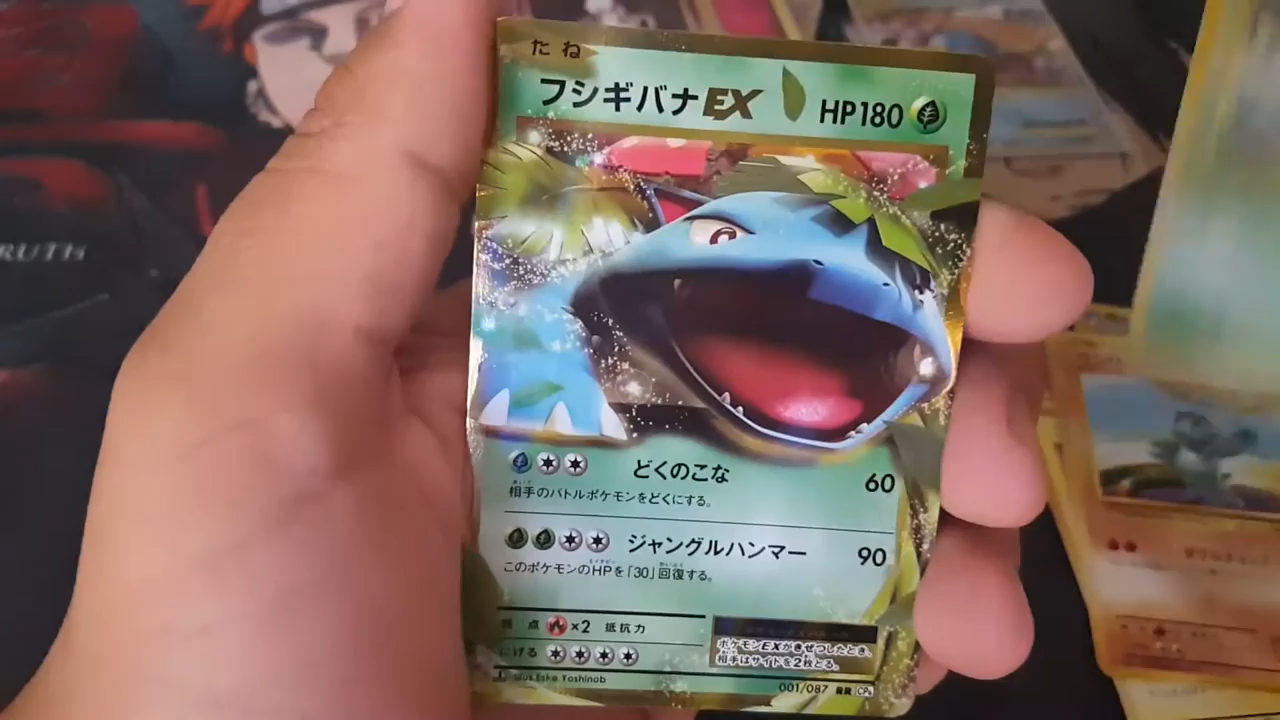 たね
フシギバナEX HP180
どくのこな 60
相手のバトルポケモンをどくにする。
ジャングルハンマー 90
このポケモンのHPを「30」回復する。
弱点 ×2 抵抗力
にげる
ポケモンEXがきぜつしたとき、
相手はサイドを2枚とる。
illus.Eske Yoshinob
001/087 RR CP6
RUTH